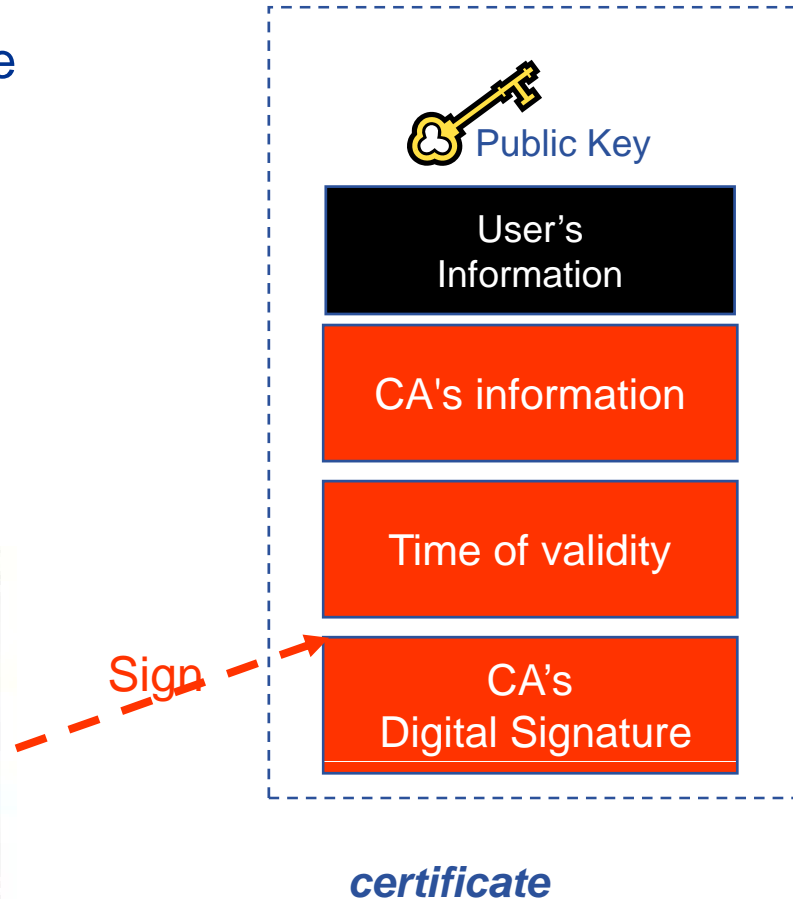 e
Public Key
User’s
Information
CA's information
Time of validity
Sign
CA’s
Digital Signature
certificate